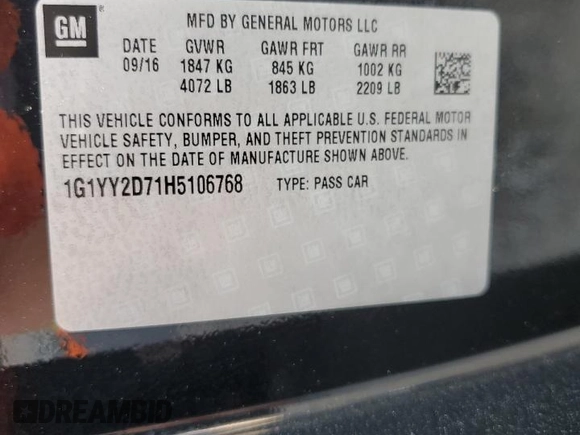 GM
®
MFD BY GENERAL MOTORS LLC
DATE GVWR GAWR FRT GAWR RR
09/16 1847 KG 845 KG 1002 KG
4072 LB 1863 LB 2209 LB
THIS VEHICLE CONFORMS TO ALL APPLICABLE U.S. FEDERAL MOTOR
VEHICLE SAFETY, BUMPER, AND THEFT PREVENTION STANDARDS IN
EFFECT ON THE DATE OF MANUFACTURE SHOWN ABOVE.
1G1YY2D71H5106768 TYPE: PASS CAR
DREAMBID